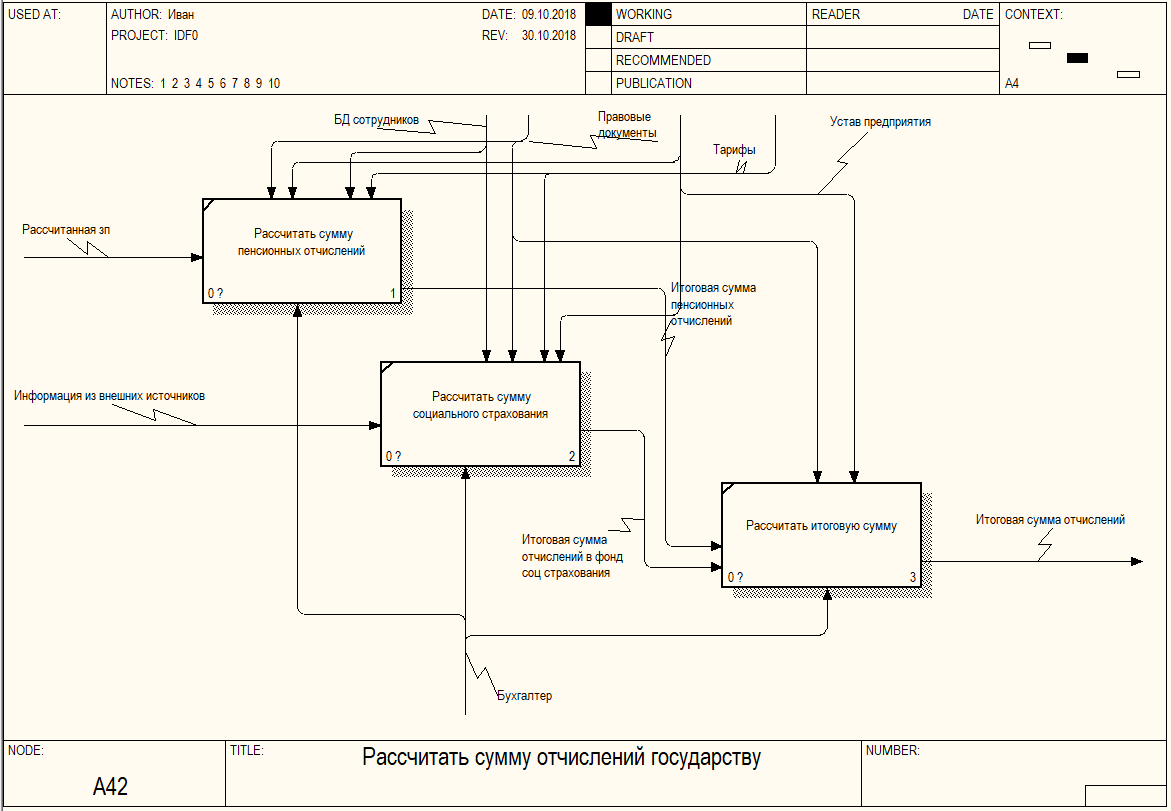 USED AT:
AUTHOR: Иван
DATE: 09.10.2018
PROJECT: IDF0
REV: 30.10.2018
NOTES: 1 2 3 4 5 6 7 8 9 10
WORKING
DRAFT
RECOMMENDED
PUBLICATION
READER
DATE
CONTEXT:
A4
БД сотрудников
Правовые
документы
Тарифы
Устав предприятия
Рассчитанная зп
Рассчитать сумму
пенсионных отчислений
0 ?
1
Итоговая сумма
пенсионных
отчислений
Информация из внешних источников
Рассчитать сумму
социального страхования
0 ?
2
Итоговая сумма
отчислений в фонд
соц страхования
Рассчитать итоговую сумму
0 ?
3
Итоговая сумма отчислений
Бухгалтер
NODE:
A42
TITLE:
Рассчитать сумму отчислений государству
NUMBER: